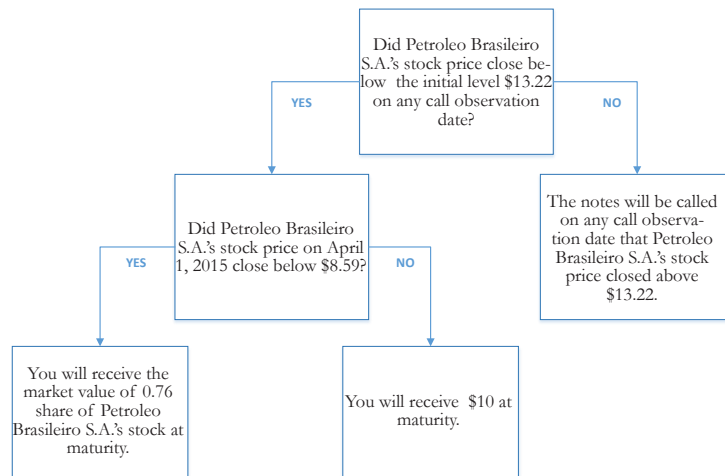 Did Petroleo Brasileiro
S.A.'s stock price close be-
low the initial level $13.22
on any call observation
date?
YES
NO
Did Petroleo Brasileiro
S.A.'s stock price on April
1, 2015 close below $8.59?
The notes will be called
on any call observa-
tion date that Petroleo
Brasileiro S.A.'s stock
price closed above
$13.22.
YES
NO
You will receive the
market value of 0.76
share of Petroleo
Brasileiro S.A.'s stock at
maturity.
You will receive $10 at
maturity.